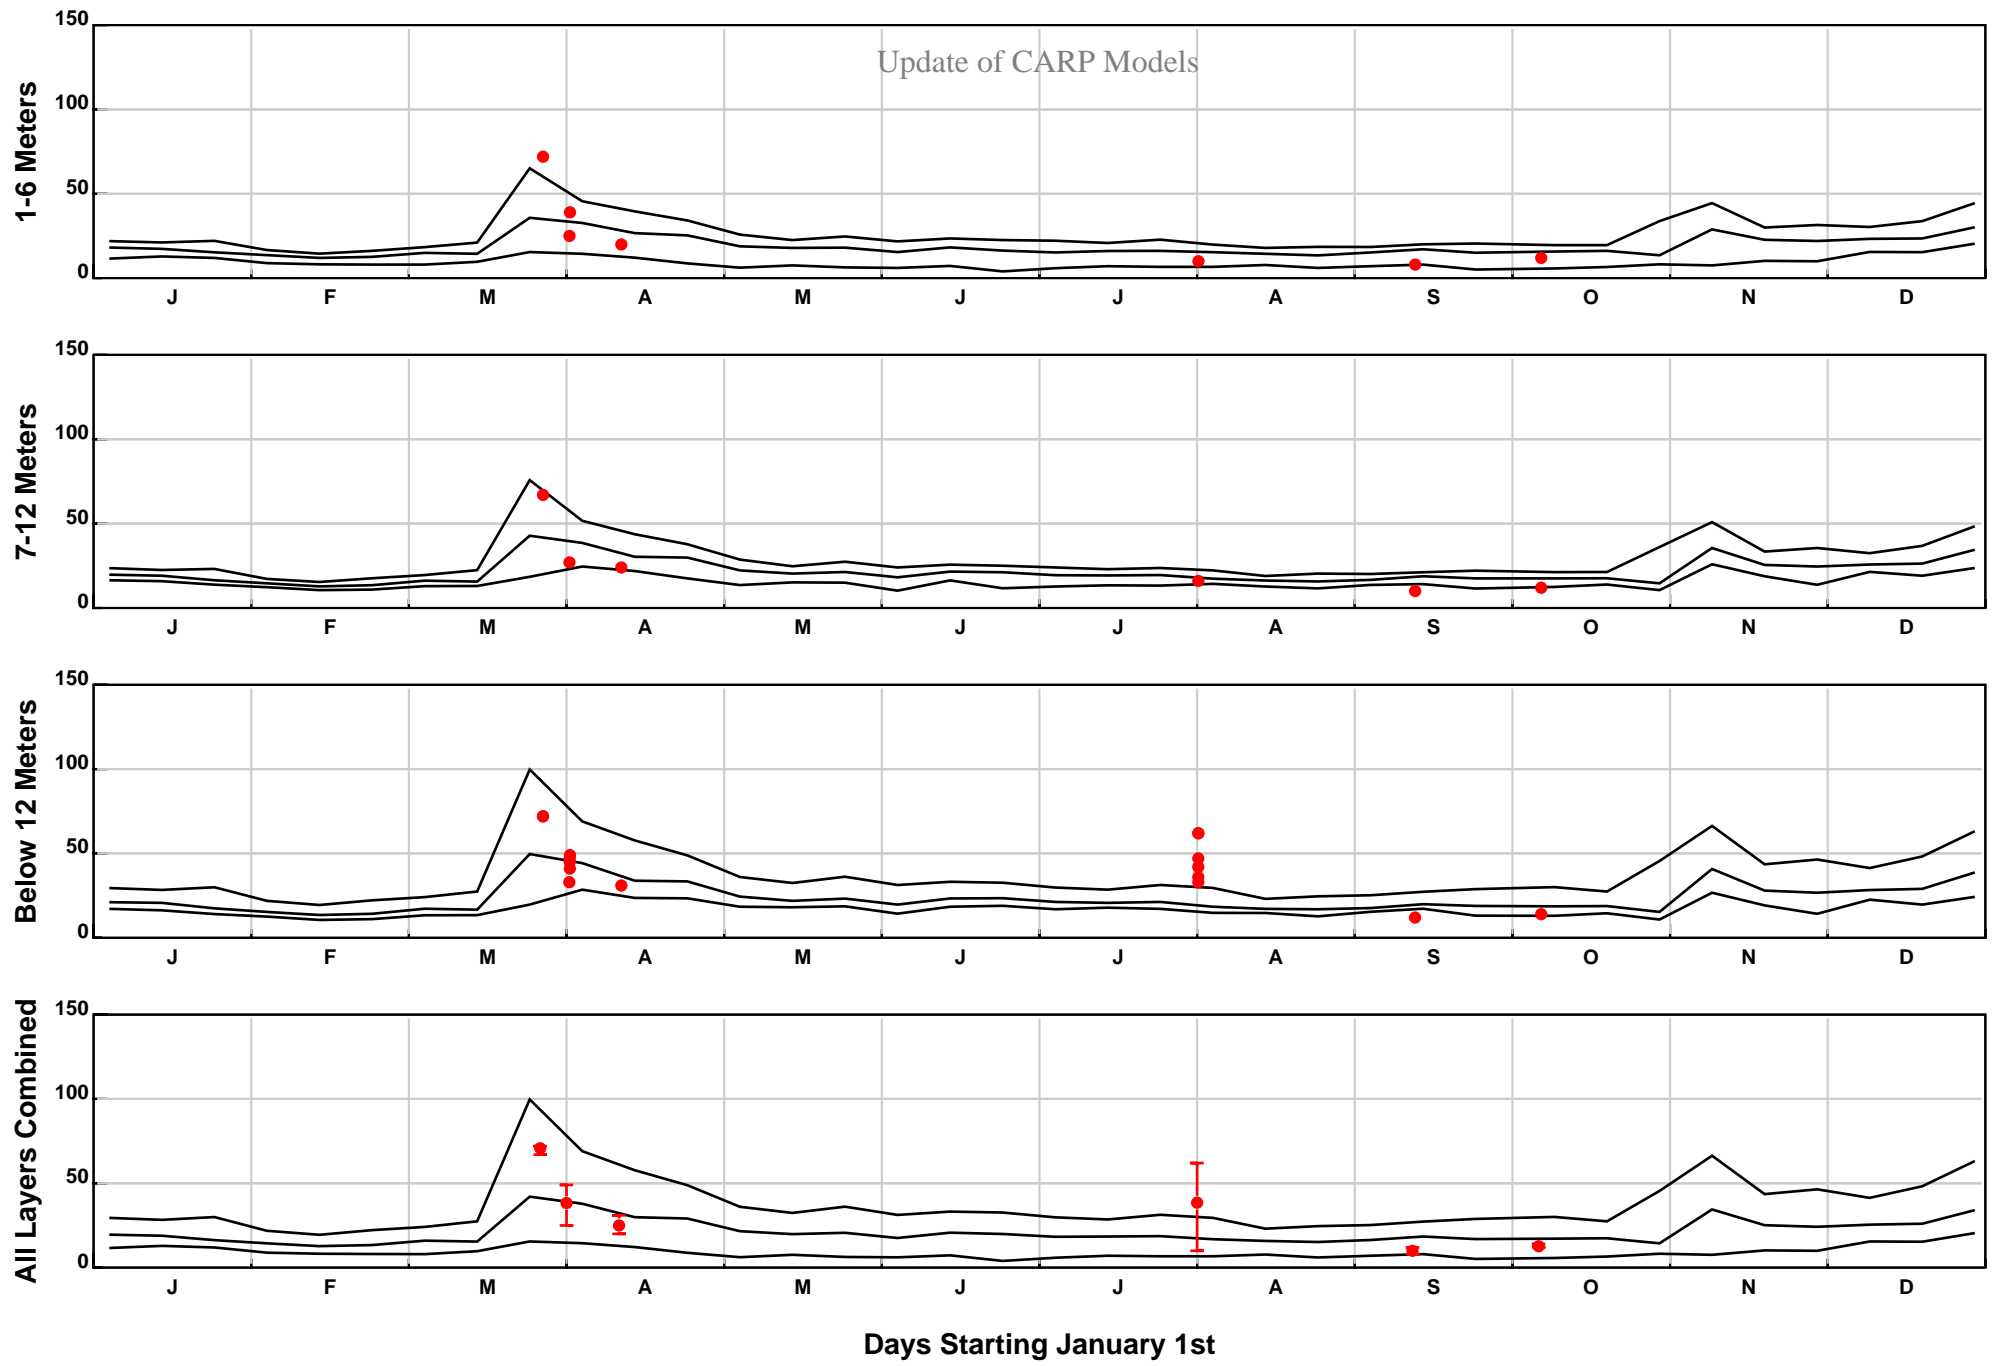 Update of CARP Models
1-6 Meters
150
100
50
0
J F M A M J J A S O N D
7-12 Meters
150
100
50
0
J F M A M J J A S O N D
Below 12 Meters
150
100
50
0
J F M A M J J A S O N D
All Layers Combined
150
100
50
0
J F M A M J J A S O N D
Days Starting January 1st